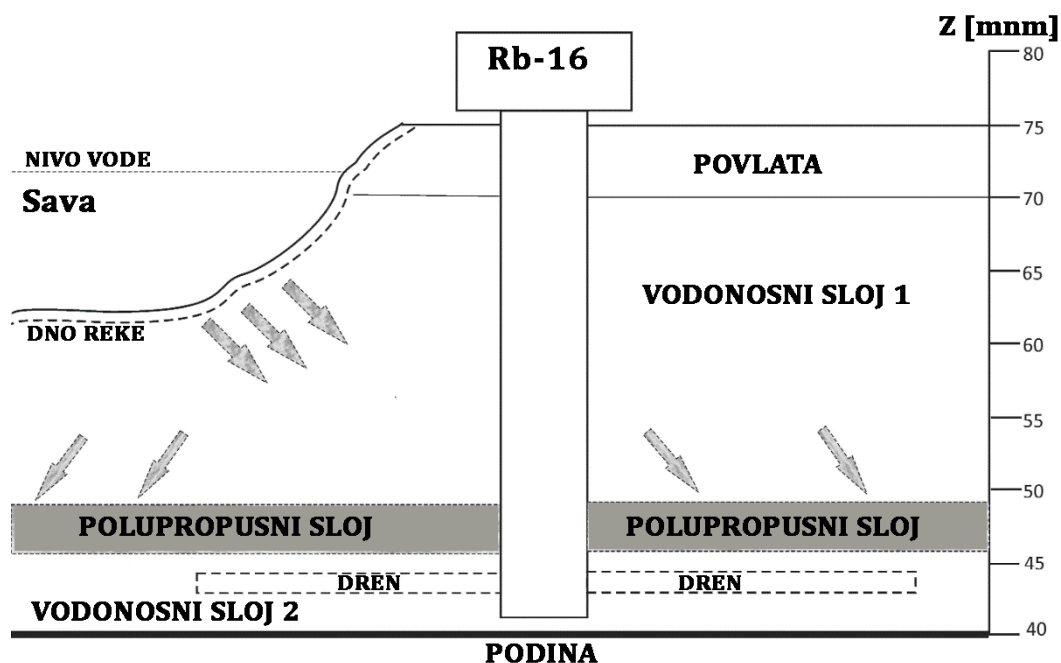 Z [mnm]
Rb-16
80
75
NIVO VODE
POVLATA
Sava
70
65
VODONOSNI SLOJ 1
DNO REKE
60
55
50
POLUPROPUSNI SLOJ
POLUPROPUSNI SLOJ
45
DREN
DREN
VODONOSNI SLOJ 2
40
PODINA